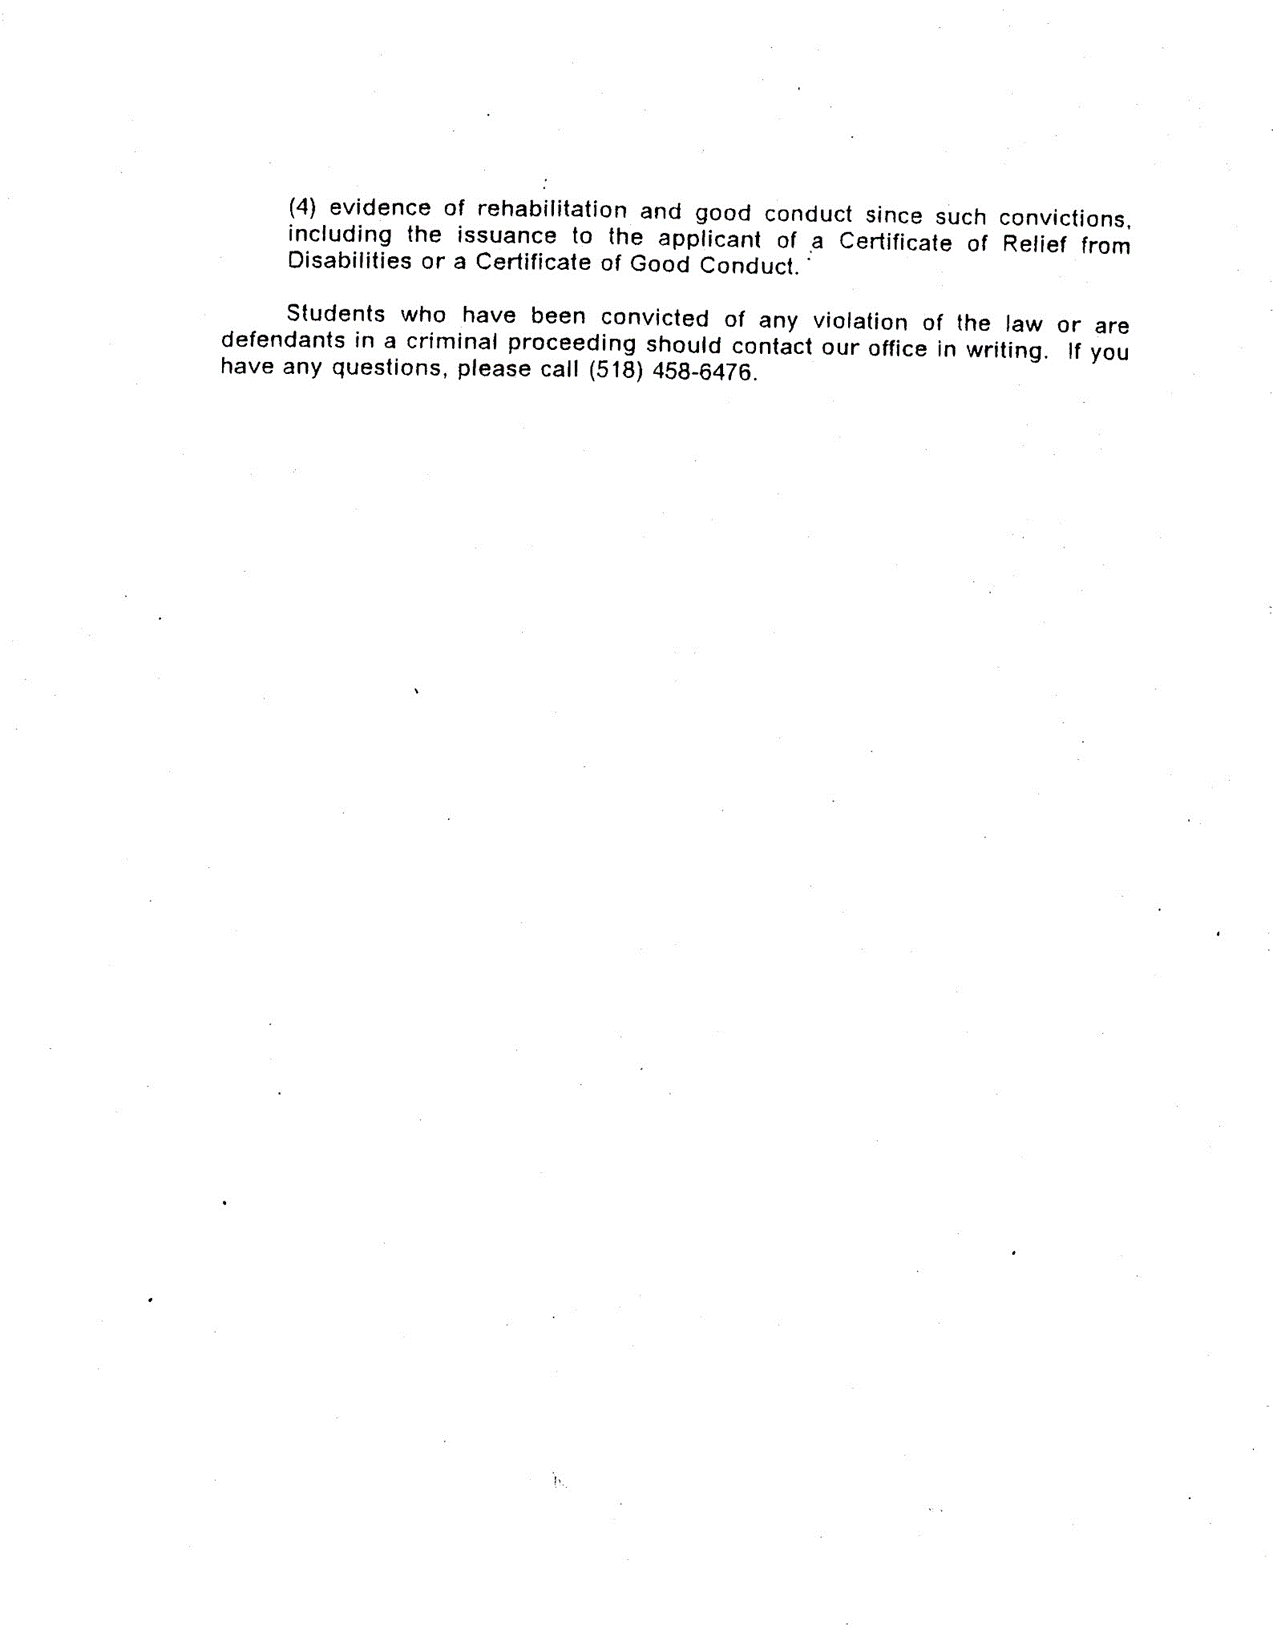 (4) evidence of rehabilitation and good conduct since such convictions,
including the issuance to the applicant of a Certificate of Relief from
Disabilities or a Certificate of Good Conduct.
Students who have been convicted of any violation of the law or are
defendants in a criminal proceeding should contact our office in writing. If you
have any questions, please call (518) 458-6476.